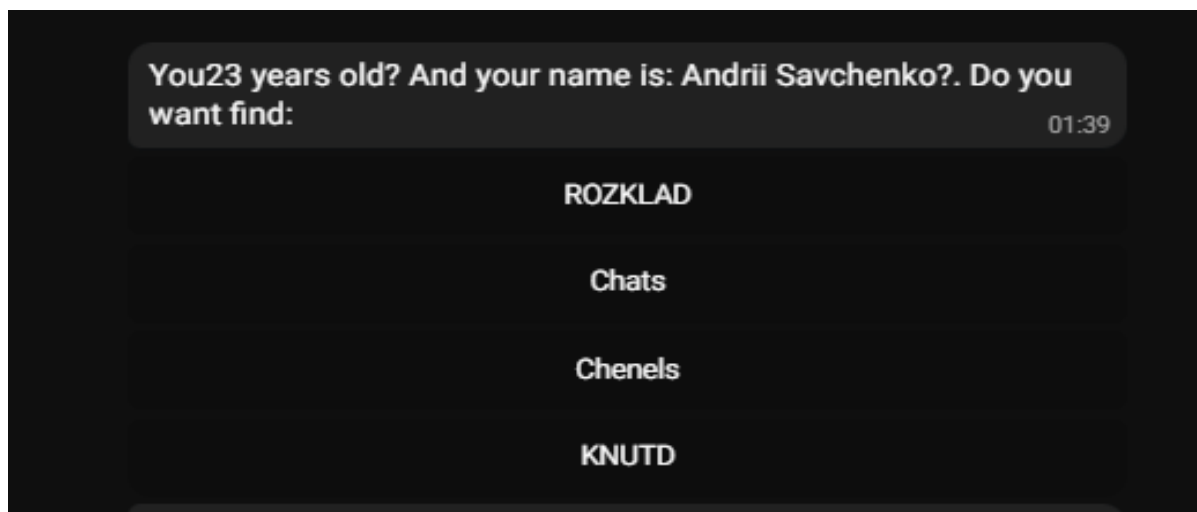 You23 years old? And your name is: Andrii Savchenko?. Do you
want find:
01:39
ROZKLAD
Chats
Chenels
KNUTD